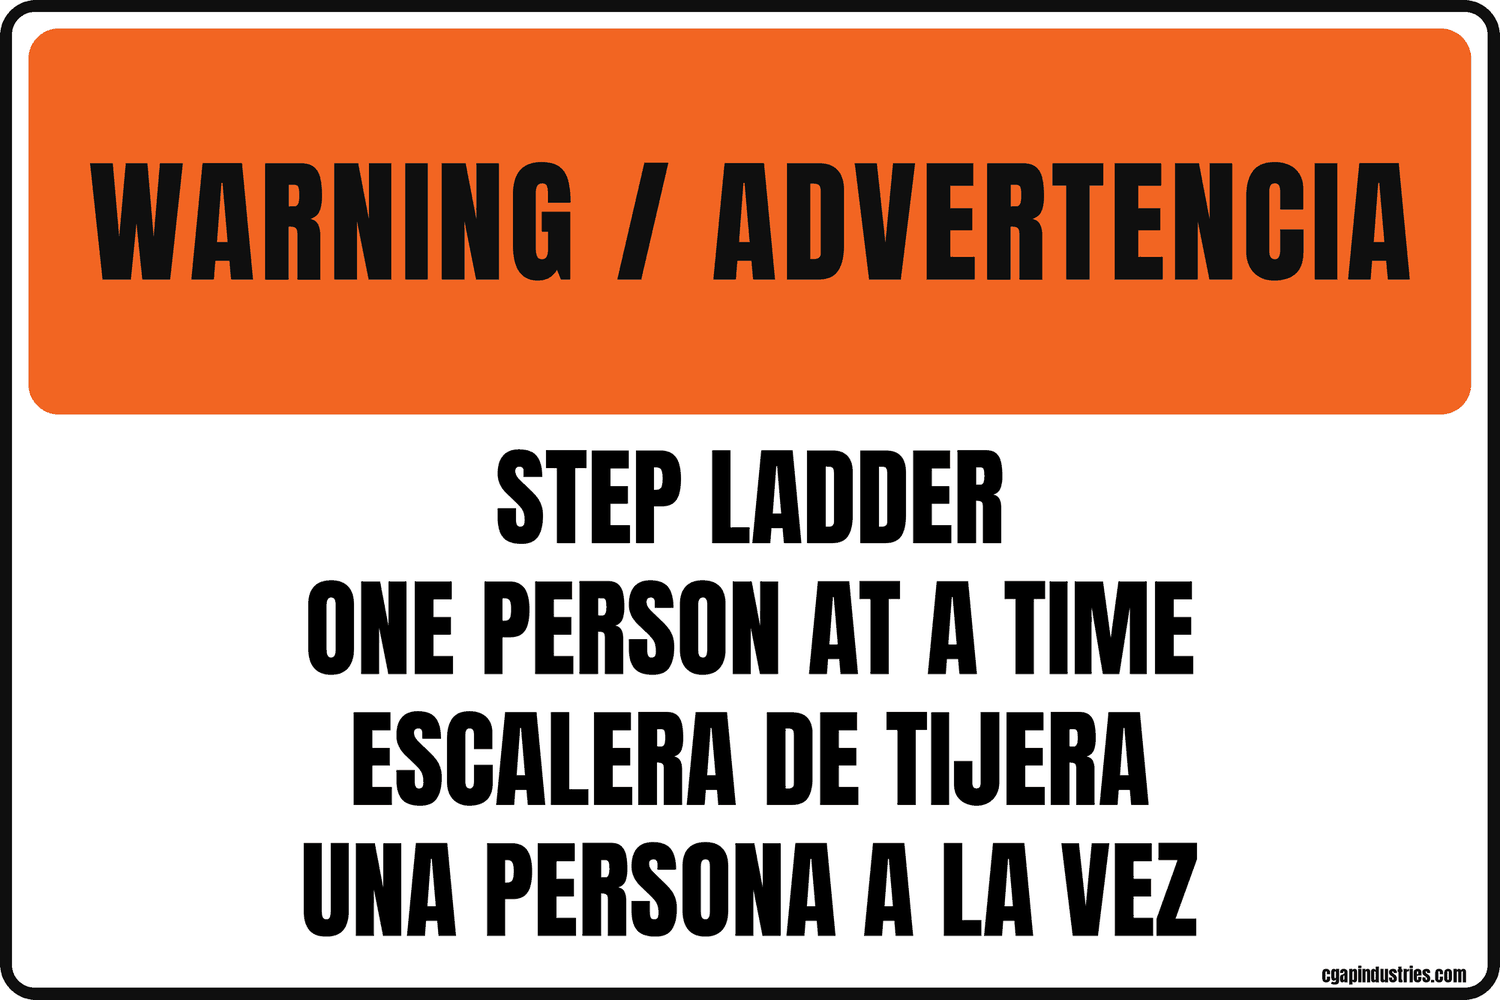 WARNING / ADVERTENCIA
STEP LADDER
ONE PERSON AT A TIME
ESCALERA DE TIJERA
UNA PERSONA A LA VEZ
cgapindustries.com